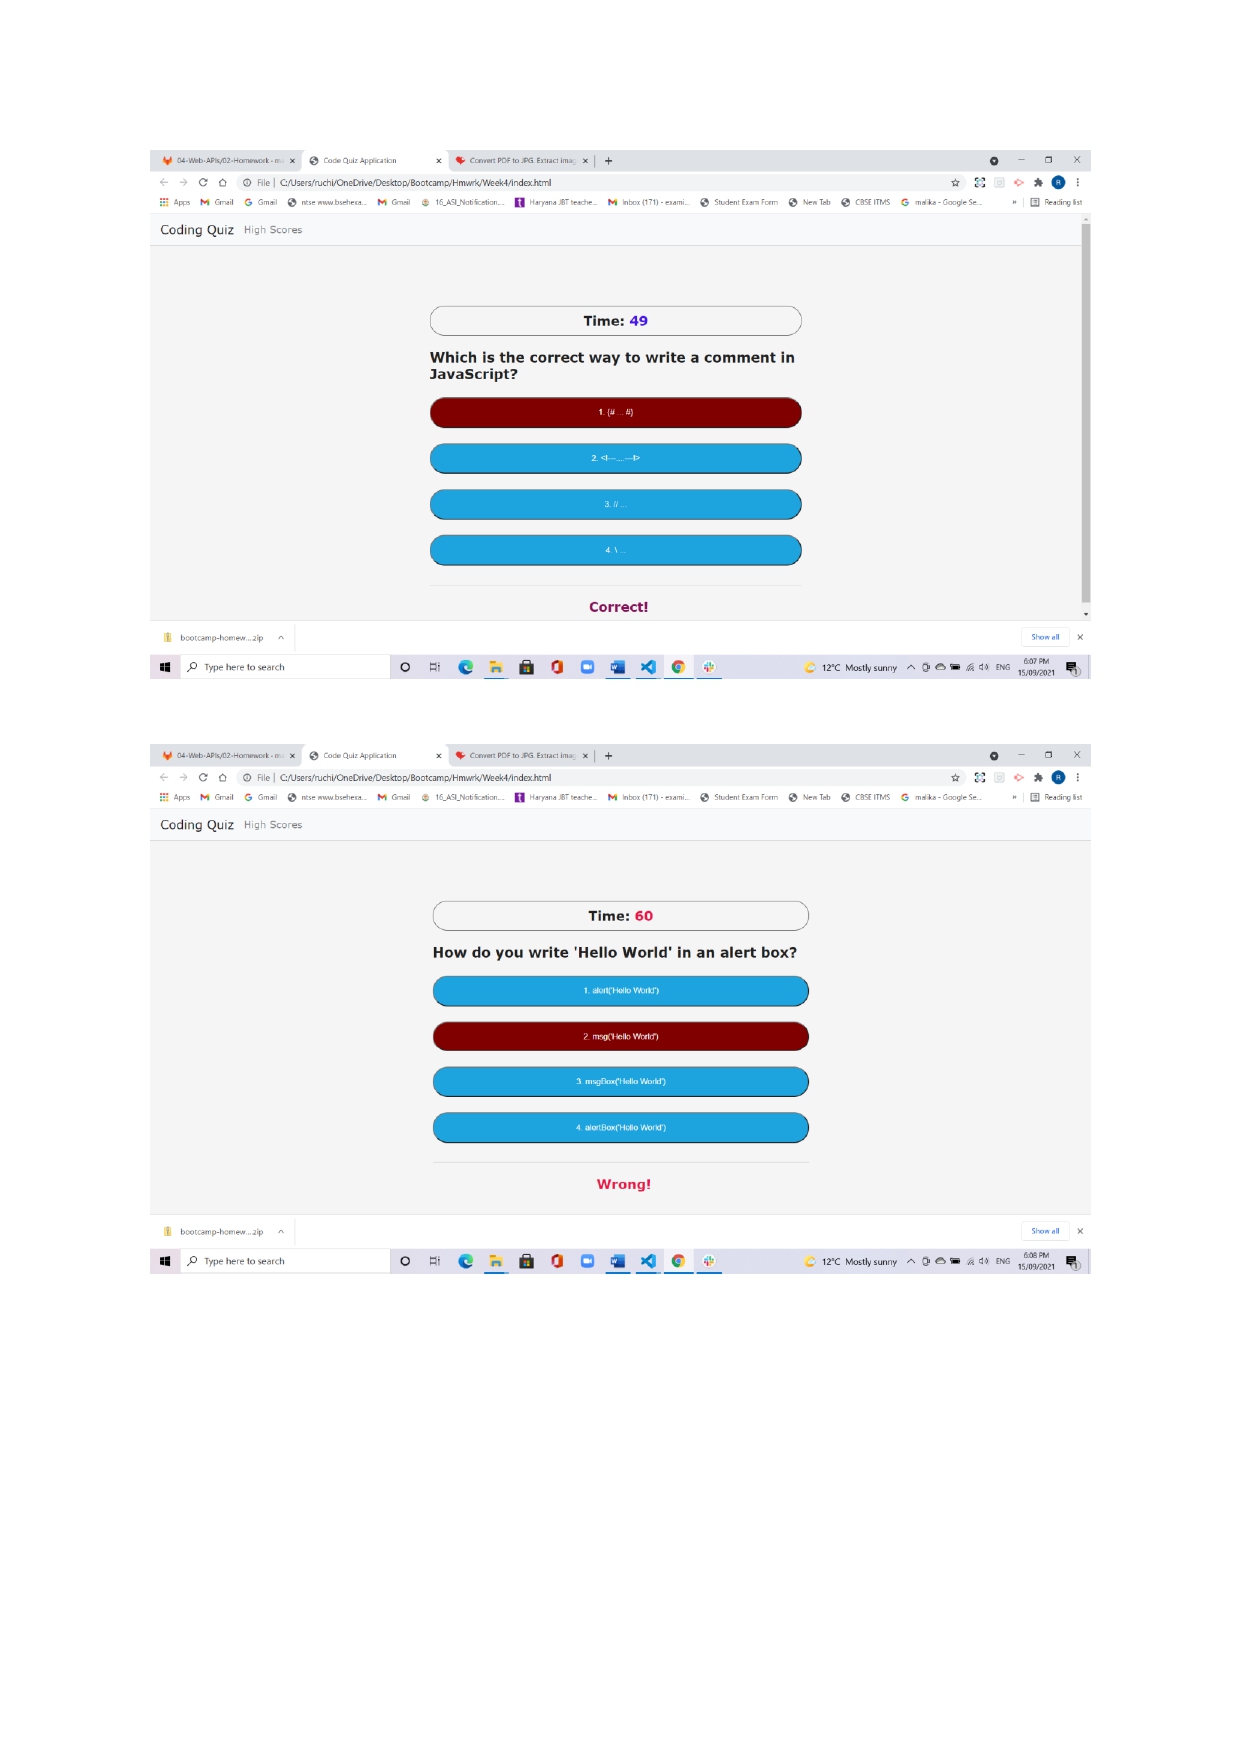 04-Web-APIs/02-Homework - m
Code Quiz Application
Convert PDF to JPG. Extract imag
File | C:/Users/ruchi/OneDrive/Desktop/Bootcamp/Hmwrk/Week4/index.html
Apps Gmail Gmail ntse www.bsehexa... Gmail 16_ASI_Notification.... Haryana JBT teache... Inbox (171) - exami... Student Exam Form New Tab CBSE ITMS malika - Google Se... » Reading list
Coding Quiz High Scores
Time: 49
Which is the correct way to write a comment in
JavaScript?
1. (# ... #)
2. <!--...--!>
3. // ...
4. \ ...
Correct!
bootcamp-homew....zip
Show all
Type here to search
12°C Mostly sunny
ENG
6:07 PM
15/09/2021
04-Web-APIs/02-Homework - m
Code Quiz Application
Convert PDF to JPG. Extract imag
File | C:/Users/ruchi/OneDrive/Desktop/Bootcamp/Hmwrk/Week4/index.html
Apps Gmail Gmail ntse www.bsehexa... Gmail 16_ASI_Notification.... Haryana JBT teache... Inbox (171) - exami... Student Exam Form New Tab CBSE ITMS malika - Google Se... » Reading list
Coding Quiz High Scores
Time: 60
How do you write 'Hello World' in an alert box?
1. alert('Hello World')
2. msg('Hello World')
3. msgBox('Hello World')
4. alertBox('Hello World')
Wrong!
bootcamp-homew....zip
Show all
Type here to search
12°C Mostly sunny
ENG
6:08 PM
15/09/2021